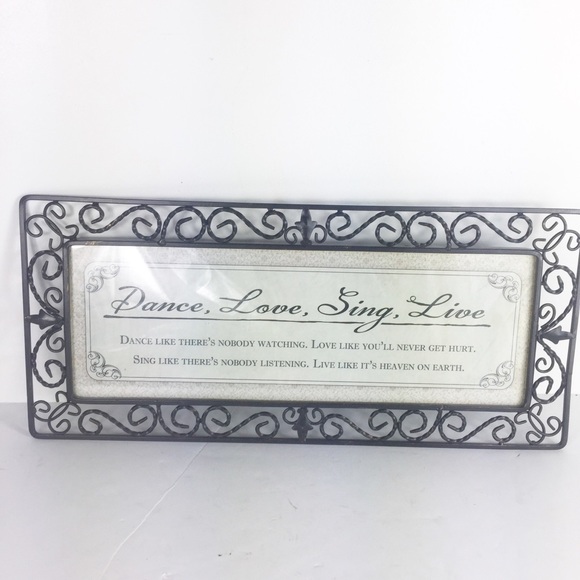 Dance, Love, Sing, Live
DANCE LIKE THERE'S NOBODY WATCHING. LOVE LIKE YOU'LL NEVER GET HURT.
SING LIKE THERE'S NOBODY LISTENING. LIVE LIKE IT'S HEAVEN ON EARTH.